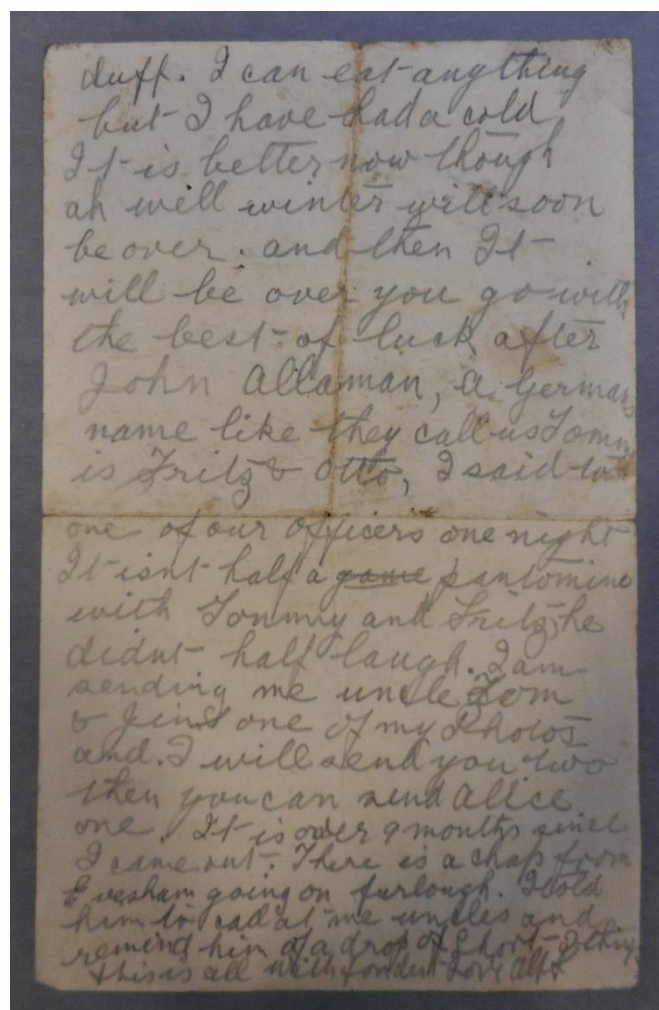 duff. I can eat anything
but I have had a cold
It is better now though
ah well winter will soon
be over. and then It
will be over you go with
the best of luck after
John Allaman, a German
name like they call us Tommy
is Fritz & Otto, I said to
one of our officers one night
It isnt half a game pantomine
with Tommy and Fritz, he
didnt half laugh. I am
sending me uncle Tom
& one of my Photos
and. I will send you two
then you can send Alice
one. It is over 9 months since
I came out. There is a chap from
Evesham going on furlough. I told
him to call at me uncles and
remind him of a drop of Short I think
this is all with fondest Love Alf